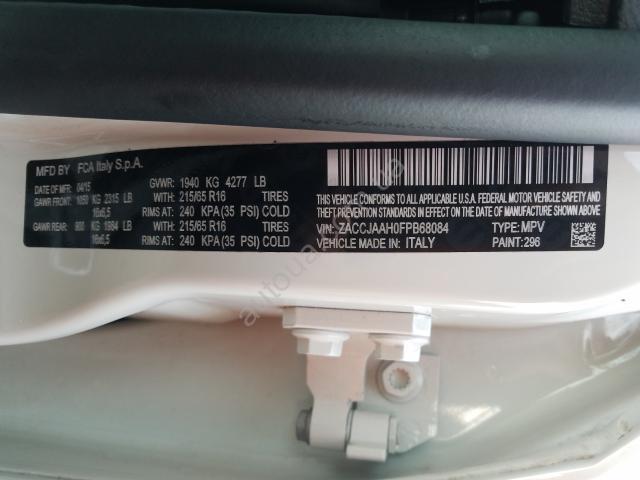 MFD BY FCA Italy S.p.A.
DATE OF MFR: 04/15 GVWR: 1940 KG 4277 LB
GAWR FRONT: 1050 KG 2315 LB WITH: 215/65 R16 TIRES
16x6,5 RIMS AT: 240 KPA (35 PSI) COLD
GAWR REAR: 900 KG 1984 LB WITH: 215/65 R16 TIRES
16x6,5 RIMS AT: 240 KPA (35 PSI) COLD
THIS VEHICLE CONFORMS TO ALL APPLICABLE U.S.A. FEDERAL MOTOR VEHICLE SAFETY
BUMPER, AND THEFT PREVENTION STANDARDS IN EFFECT ON THE DATE OF MFR SHOWN ABOVE
VIN: ZACCJAAH0FPB68084 TYPE: MPV
VEHICLE MADE IN: ITALY PAINT: 296